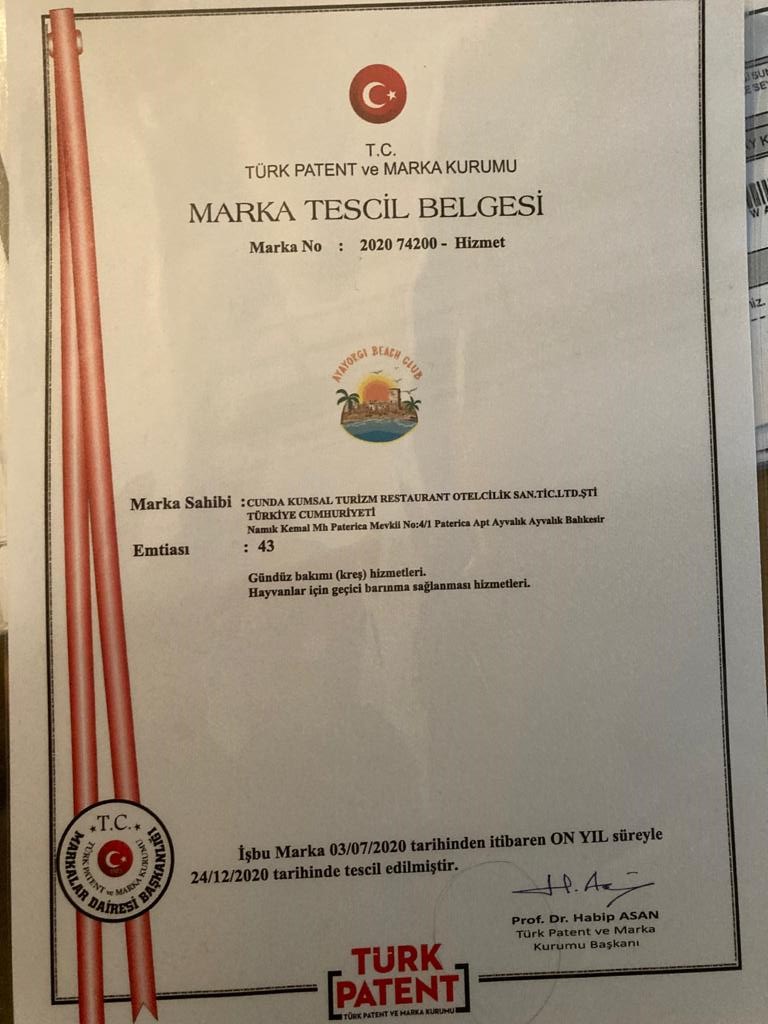 T.C.
TÜRK PATENT ve MARKA KURUMU
MARKA TESCİL BELGESİ
Marka No : 2020 74200 - Hizmet
AYAYORGI BEACH CLUB
Marka Sahibi : CUNDA KUMSAL TURİZM RESTAURANT OTELCİLİK SAN.TİC.LTD.ŞTİ
TÜRKİYE CUMHURİYETİ
Namık Kemal Mh Paterica Mevkii No:4/1 Paterica Apt Ayvalık Ayvalık Balıkesir
Emtiası : 43
Gündüz bakımı (kreş) hizmetleri.
Hayvanlar için geçici barınma sağlanması hizmetleri.
İşbu Marka 03/07/2020 tarihinden itibaren ON YIL süreyle
24/12/2020 tarihinde tescil edilmiştir.
T.C.
TÜRK PATENT ve MARKA KURUMU
MARKALAR DAİRESİ BAŞKANLIĞI
Prof. Dr. Habip ASAN
Türk Patent ve Marka
Kurumu Başkanı
TÜRK
PATENT
TÜRK PATENT VE MARKA KURUMU